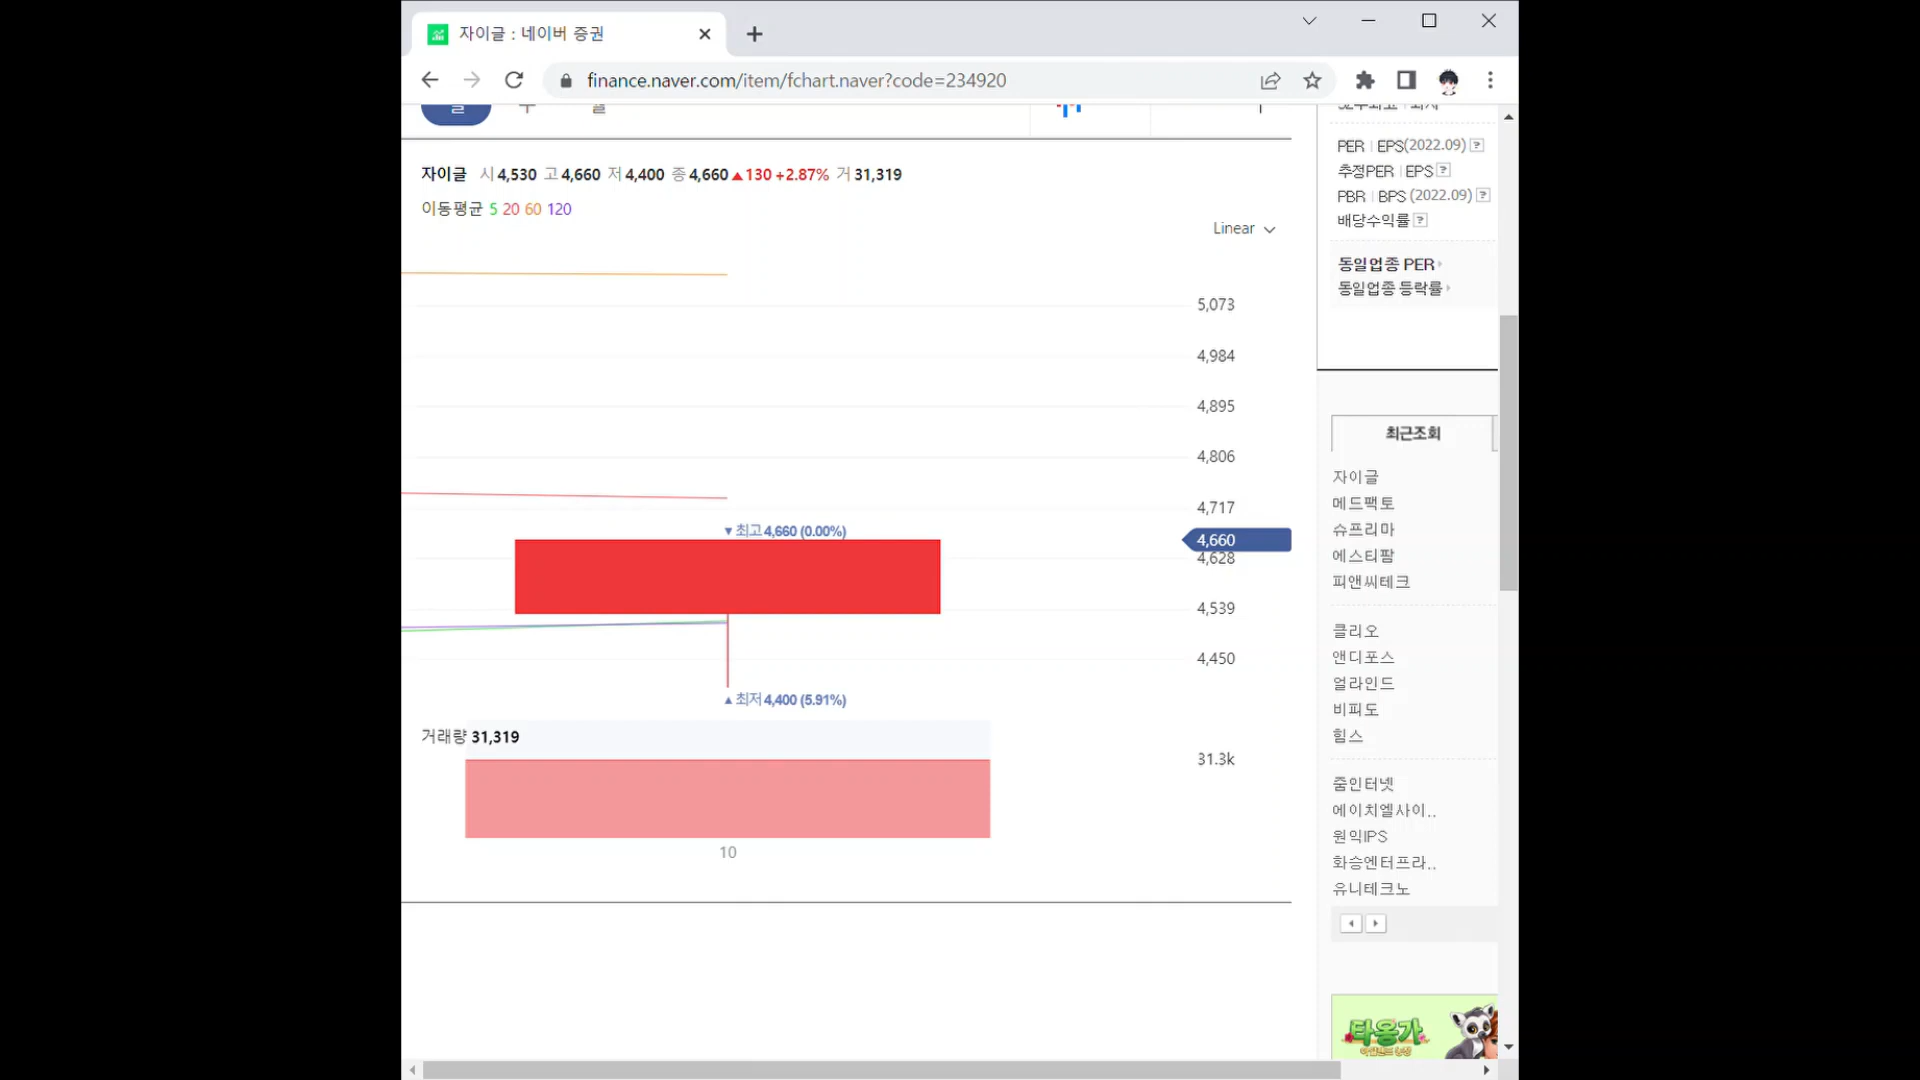 자이글 : 네이버 증권
finance.naver.com/item/fchart.naver?code=234920
자이글 시 4,530 고 4,660 저 4,400 종 4,660 ▲130 +2.87% 거 31,319
이동평균 5 20 60 120
Linear
5,073
4,984
4,895
4,806
4,717
▼최고 4,660 (0.00%)
4,660
4,628
4,539
4,450
▲최저 4,400 (5.91%)
거래량 31,319
31.3k
10
PER | EPS(2022.09) ?
추정PER | EPS ?
PBR | BPS (2022.09) ?
배당수익률 ?
동일업종 PER
동일업종 등락률
최근조회
자이글
메드팩토
슈프리마
에스티팜
피앤씨테크
클리오
앤디포스
얼라인드
비피도
힘스
줌인터넷
에이치엘사이..
원익IPS
화승엔터프라..
유니테크노
타옹가